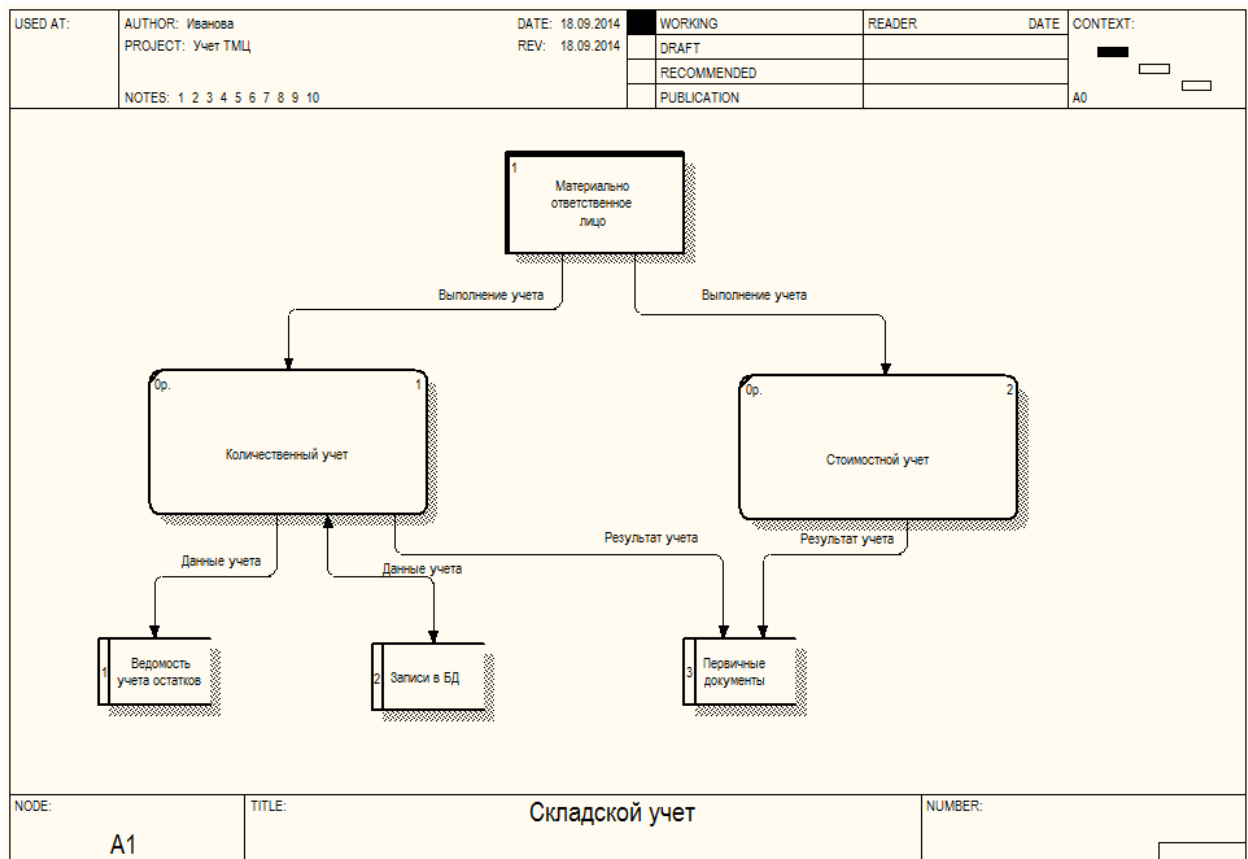 USED AT:
AUTHOR: Иванова
DATE: 18.09.2014
WORKING
READER
DATE
CONTEXT:
PROJECT: Учет ТМЦ
REV: 18.09.2014
DRAFT
RECOMMENDED
NOTES: 1 2 3 4 5 6 7 8 9 10
PUBLICATION
A0
1
Материально
ответственное
лицо
Выполнение учета
Выполнение учета
0р.
1
Количественный учет
0р.
2
Стоимостной учет
Данные учета
Данные учета
Результат учета
Результат учета
1
Ведомость
учета остатков
2
Записи в БД
3
Первичные
документы
NODE:
A1
TITLE:
Складской учет
NUMBER: